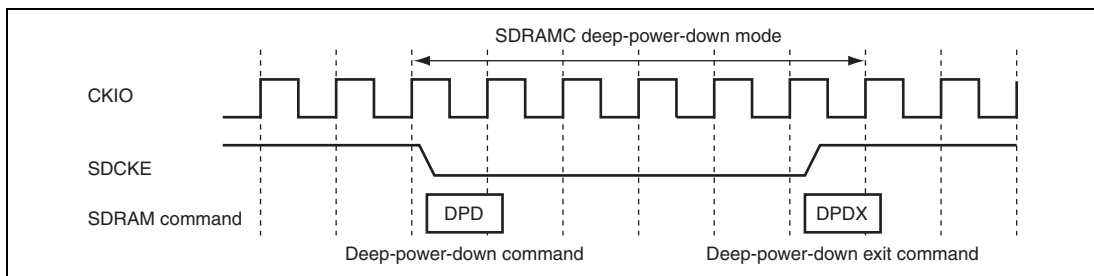 SDRAMC deep-power-down mode
CKIO
SDCKE
SDRAM command
DPD
DPDX
Deep-power-down command
Deep-power-down exit command